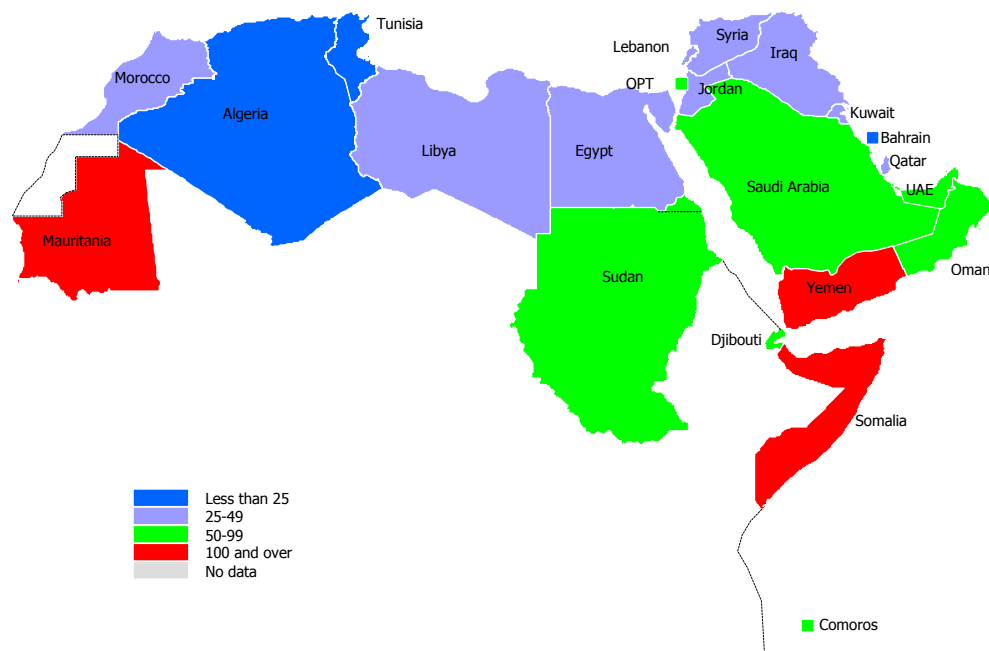 Tunisia
Syria
Lebanon
Iraq
Morocco
OPT
Jordan
Algeria
Kuwait
Bahrain
Libya
Egypt
Qatar
Saudi Arabia
UAE
Mauritania
Sudan
Oman
Yemen
Djibouti
Somalia
Less than 25
25-49
50-99
100 and over
No data
Comoros